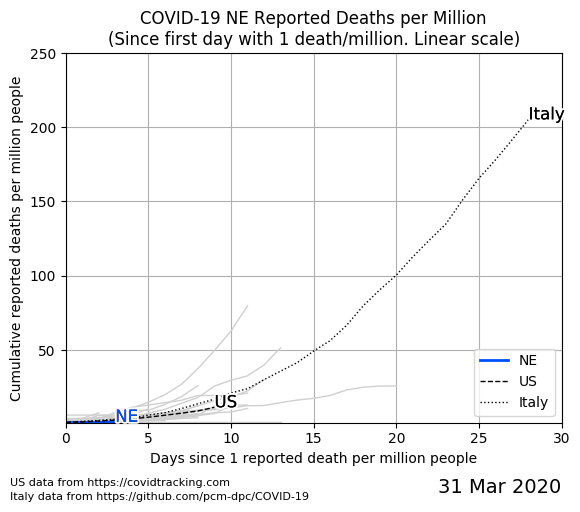 COVID-19 NE Reported Deaths per Million
(Since first day with 1 death/million. Linear scale)
Cumulative reported deaths per million people
250
200
150
100
50
Italy
US
NE
NE
US
Italy
0
5
10
15
20
25
30
Days since 1 reported death per million people
US data from https://covidtracking.com
Italy data from https://github.com/pcm-dpc/COVID-19
31 Mar 2020